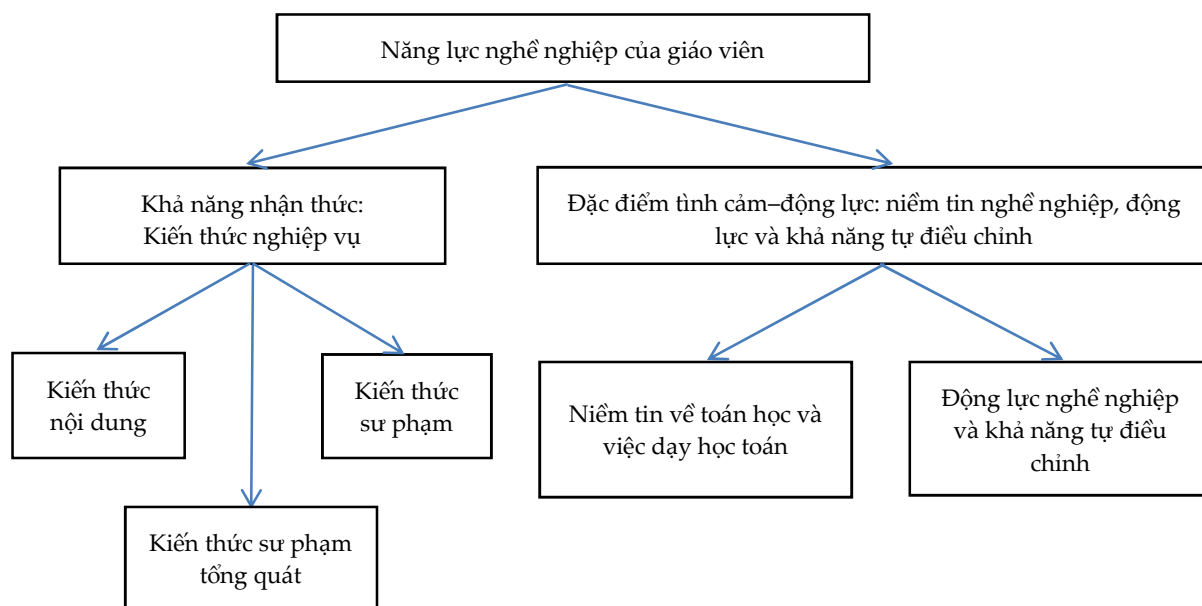 Năng lực nghề nghiệp của giáo viên
Khả năng nhận thức:
Kiến thức nghiệp vụ
Đặc điểm tình cảm–động lực: niềm tin nghề nghiệp, động
lực và khả năng tự điều chỉnh
Kiến thức
nội dung
Kiến thức
sư phạm
Niềm tin về toán học và
việc dạy học toán
Động lực nghề nghiệp
và khả năng tự điều
chỉnh
Kiến thức sư phạm
tổng quát